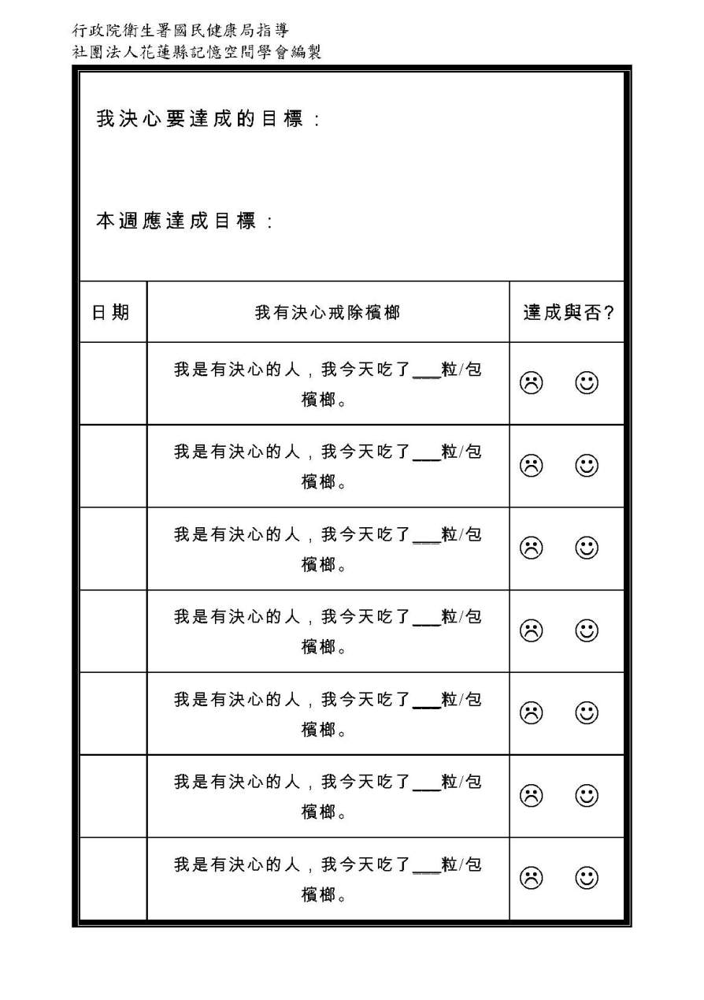 行政院衛生署國民健康局指導
社團法人花蓮縣記憶空間學會編製
我決心要達成的目標：
本週應達成目標：
日期 我有決心戒除檳榔 達成與否?
我是有決心的人，我今天吃了___粒/包
檳榔。
我是有決心的人，我今天吃了___粒/包
檳榔。
我是有決心的人，我今天吃了___粒/包
檳榔。
我是有決心的人，我今天吃了___粒/包
檳榔。
我是有決心的人，我今天吃了___粒/包
檳榔。
我是有決心的人，我今天吃了___粒/包
檳榔。
我是有決心的人，我今天吃了___粒/包
檳榔。